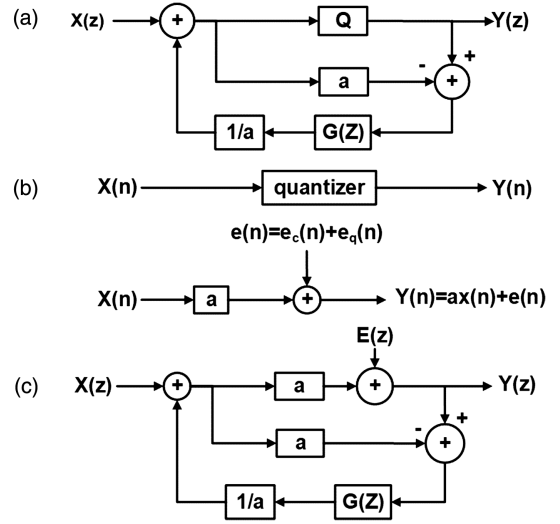 (a)
X(z)
+
Q
Y(z)
a
- +
+
1/a
G(Z)
(b)
X(n)
quantizer
Y(n)
e(n)=e_c(n)+e_q(n)
X(n)
a
+
Y(n)=ax(n)+e(n)
E(z)
(c)
X(z)
+
a
+
Y(z)
a
- +
+
1/a
G(Z)